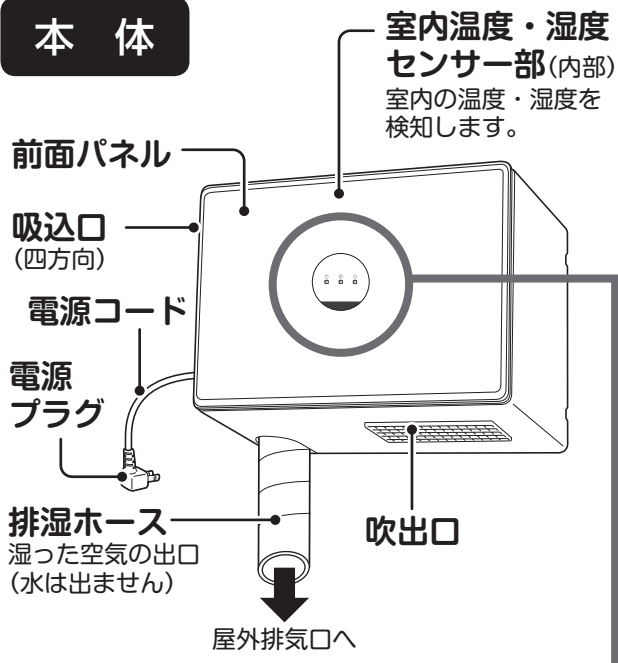 本 体
室内温度・湿度
センサー部(内部)
室内の温度・湿度を
検知します。
前面パネル
吸込口
(四方向)
電源コード
電源
プラグ
排湿ホース
湿った空気の出口
(水は出ません)
吹出口
屋外排気口へ